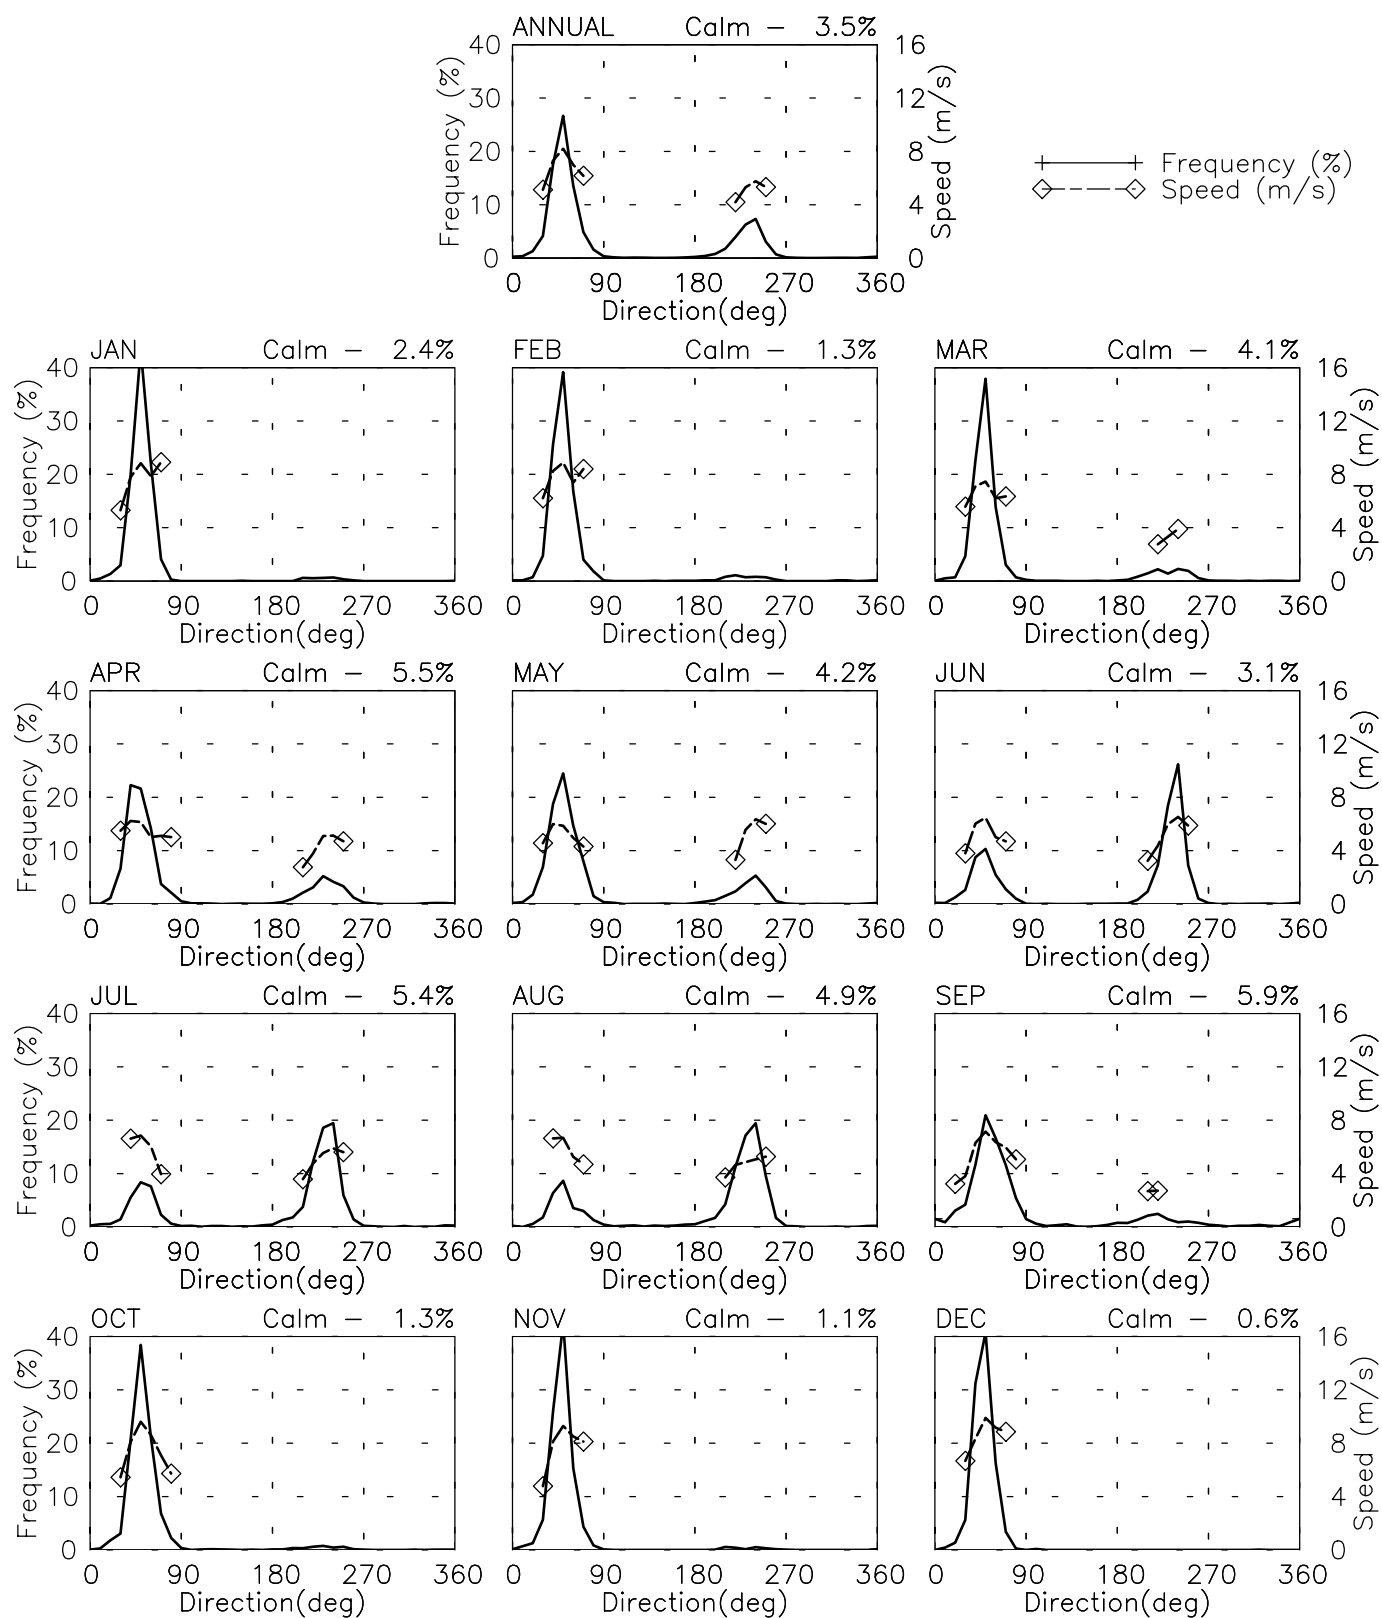 ANNUAL Calm – 3.5%
40 16
30 12
20 8
10 4
0 0
Frequency (%)
Speed (m/s)
0 90 180 270 360
Direction(deg)
Frequency (%)
Speed (m/s)
JAN Calm – 2.4% FEB Calm – 1.3% MAR Calm – 4.1%
40 16
30 12
20 8
10 4
0 0
Frequency (%)
Speed (m/s)
0 90 180 270 360 0 90 180 270 360 0 90 180 270 360
Direction(deg) Direction(deg) Direction(deg)
APR Calm – 5.5% MAY Calm – 4.2% JUN Calm – 3.1%
40 16
30 12
20 8
10 4
0 0
Frequency (%)
Speed (m/s)
0 90 180 270 360 0 90 180 270 360 0 90 180 270 360
Direction(deg) Direction(deg) Direction(deg)
JUL Calm – 5.4% AUG Calm – 4.9% SEP Calm – 5.9%
40 16
30 12
20 8
10 4
0 0
Frequency (%)
Speed (m/s)
0 90 180 270 360 0 90 180 270 360 0 90 180 270 360
Direction(deg) Direction(deg) Direction(deg)
OCT Calm – 1.3% NOV Calm – 1.1% DEC Calm – 0.6%
40 16
30 12
20 8
10 4
0 0
Frequency (%)
Speed (m/s)
0 90 180 270 360 0 90 180 270 360 0 90 180 270 360
Direction(deg) Direction(deg) Direction(deg)